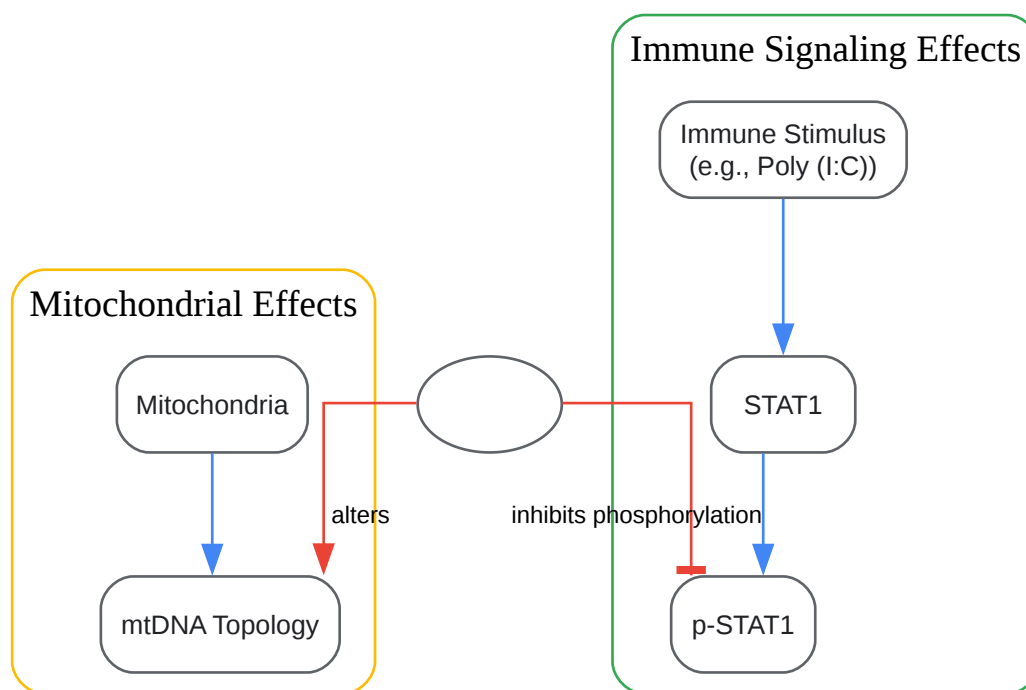 Immune Signaling Effects
Immune Stimulus
(e.g., Poly (I:C))
Mitochondrial Effects
Mitochondria
STAT1
alters
inhibits phosphorylation
mtDNA Topology
p-STAT1